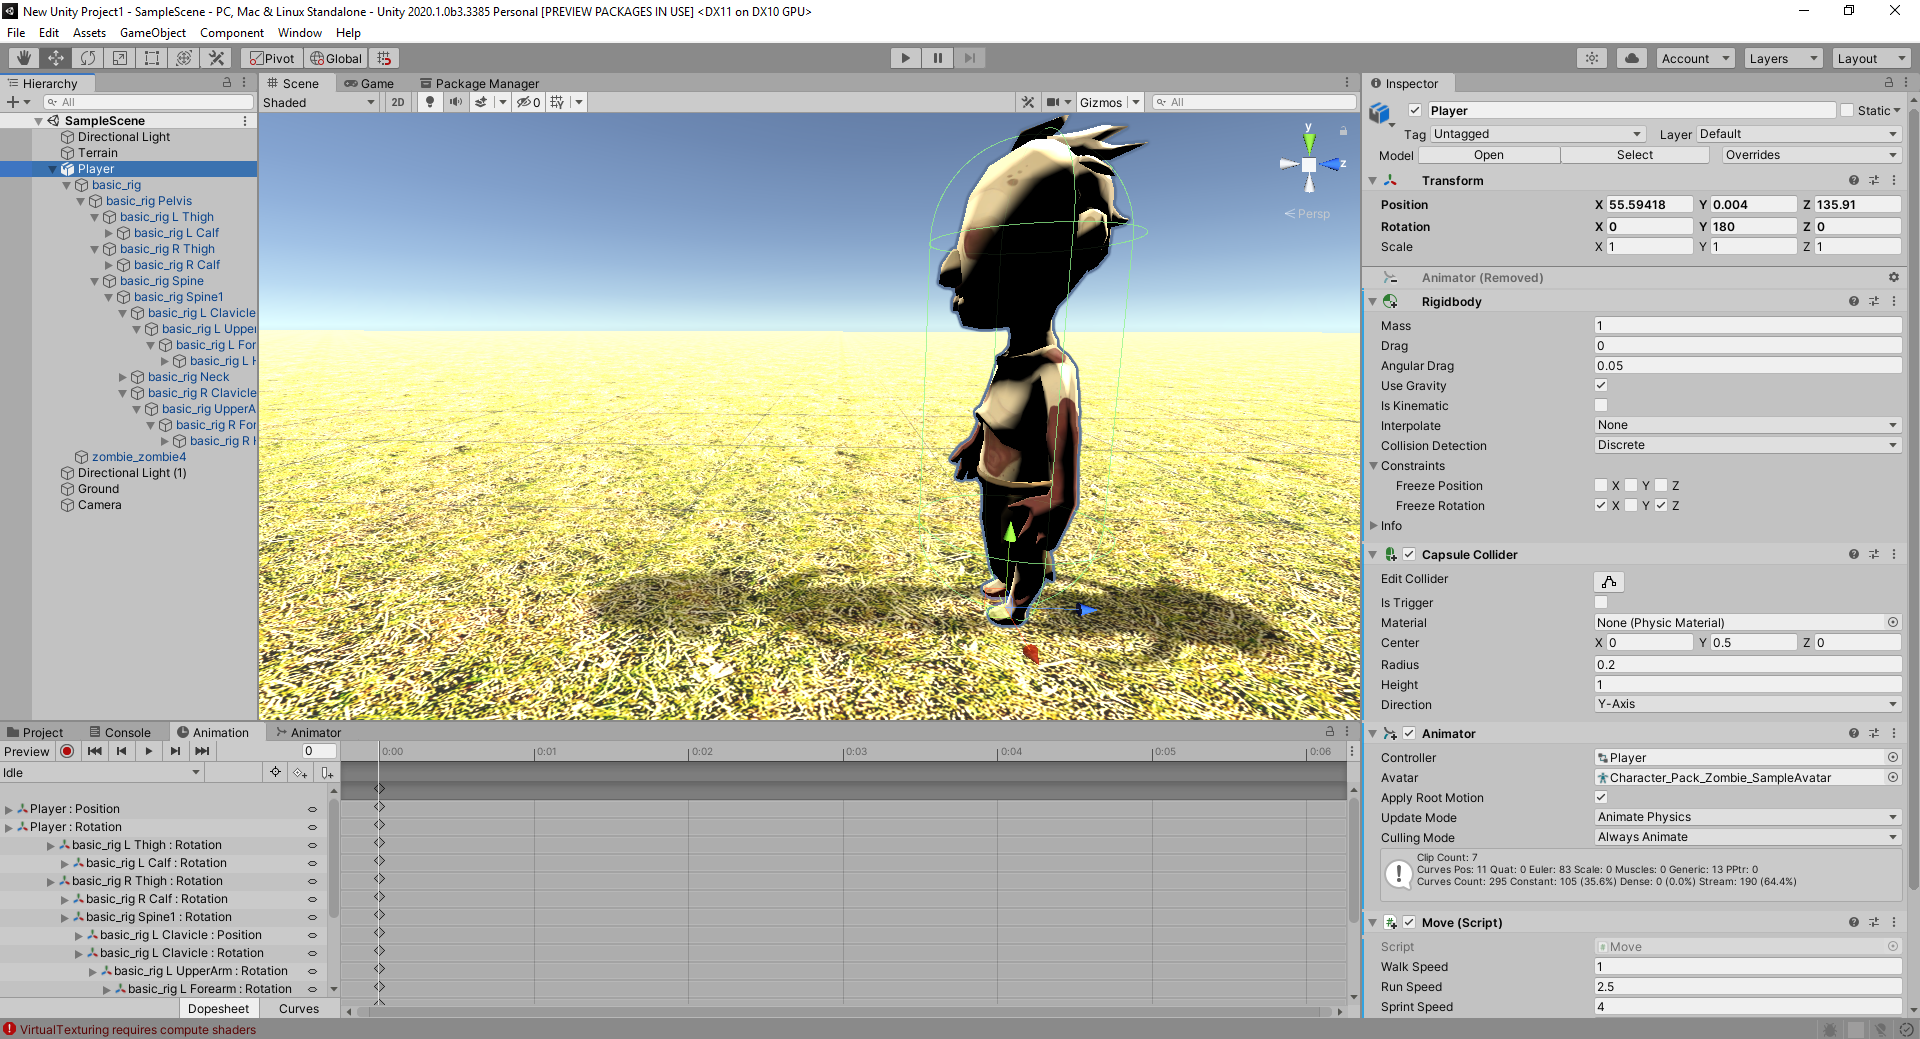 New Unity Project1 - SampleScene - PC, Mac & Linux Standalone - Unity 2020.1.0b3.3385 Personal [PREVIEW PACKAGES IN USE] <DX11 on DX10 GPU>
File Edit Assets GameObject Component Window Help
Pivot Global Account Layers Layout
Hierarchy
All
SampleScene
Directional Light
Terrain
Player
basic_rig
basic_rig Pelvis
basic_rig L Thigh
basic_rig L Calf
basic_rig R Thigh
basic_rig R Calf
basic_rig Spine
basic_rig Spine1
basic_rig L Clavicle
basic_rig L Upper
basic_rig L For
basic_rig L H
basic_rig Neck
basic_rig R Clavicle
basic_rig UpperA
basic_rig R For
basic_rig R H
zombie_zombie4
Directional Light (1)
Ground
Camera
Scene Game Package Manager
Shaded 2D 0 Gizmos All
y
z
Persp
Inspector
Player Static
Tag Untagged Layer Default
Model Open Select Overrides
Transform
Position X 55.59418 Y 0.004 Z 135.91
Rotation X 0 Y 180 Z 0
Scale X 1 Y 1 Z 1
Animator (Removed)
Rigidbody
Mass 1
Drag 0
Angular Drag 0.05
Use Gravity
Is Kinematic
Interpolate None
Collision Detection Discrete
Constraints
Freeze Position X Y Z
Freeze Rotation X Y Z
Info
Capsule Collider
Edit Collider
Is Trigger
Material None (Physic Material)
Center X 0 Y 0.5 Z 0
Radius 0.2
Height 1
Direction Y-Axis
Animator
Controller Player
Avatar Character_Pack_Zombie_SampleAvatar
Apply Root Motion
Update Mode Animate Physics
Culling Mode Always Animate
Clip Count: 7
Curves Pos: 11 Quat: 0 Euler: 83 Scale: 0 Muscles: 0 Generic: 13 PPtr: 0
Curves Count: 295 Constant: 105 (35.6%) Dense: 0 (0.0%) Stream: 190 (64.4%)
Move (Script)
Script Move
Walk Speed 1
Run Speed 2.5
Sprint Speed 4
Project Console Animation Animator
Preview 0 0:00 0:01 0:02 0:03 0:04 0:05 0:06
Idle
Player : Position
Player : Rotation
basic_rig L Thigh : Rotation
basic_rig L Calf : Rotation
basic_rig R Thigh : Rotation
basic_rig R Calf : Rotation
basic_rig Spine1 : Rotation
basic_rig L Clavicle : Position
basic_rig L Clavicle : Rotation
basic_rig L UpperArm : Rotation
basic_rig L Forearm : Rotation
Dopesheet Curves
VirtualTexturing requires compute shaders